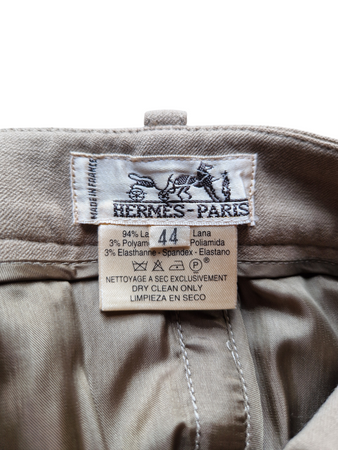 MADE IN FRANCE
HERMÈS-PARIS
44
94% La Lana
3% Polyam Poliamida
3% Elasthanne - Spandex - Elastano
P
NETTOYAGE A SEC EXCLUSIVEMENT
DRY CLEAN ONLY
LIMPIEZA EN SECO